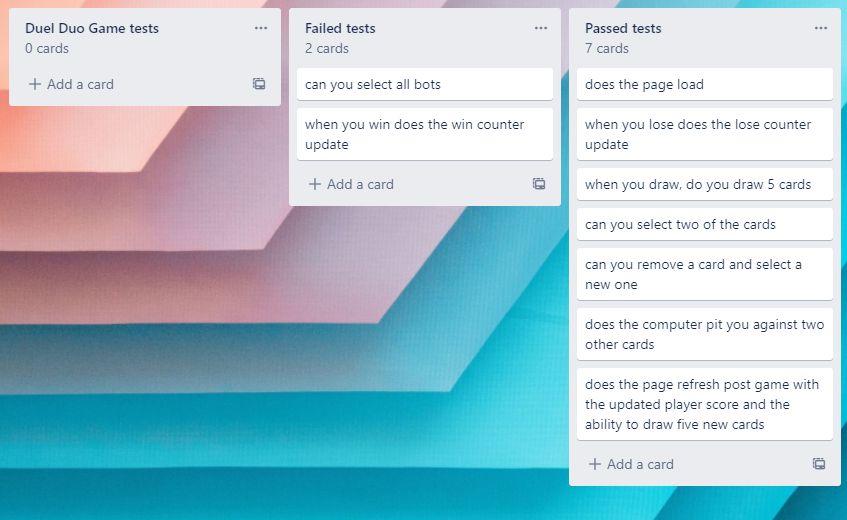 Duel Duo Game tests
0 cards
Add a card
Failed tests
2 cards
can you select all bots
when you win does the win counter
update
Add a card
Passed tests
7 cards
does the page load
when you lose does the lose counter
update
when you draw, do you draw 5 cards
can you select two of the cards
can you remove a card and select a
new one
does the computer pit you against two
other cards
does the page refresh post game with
the updated player score and the
ability to draw five new cards
Add a card